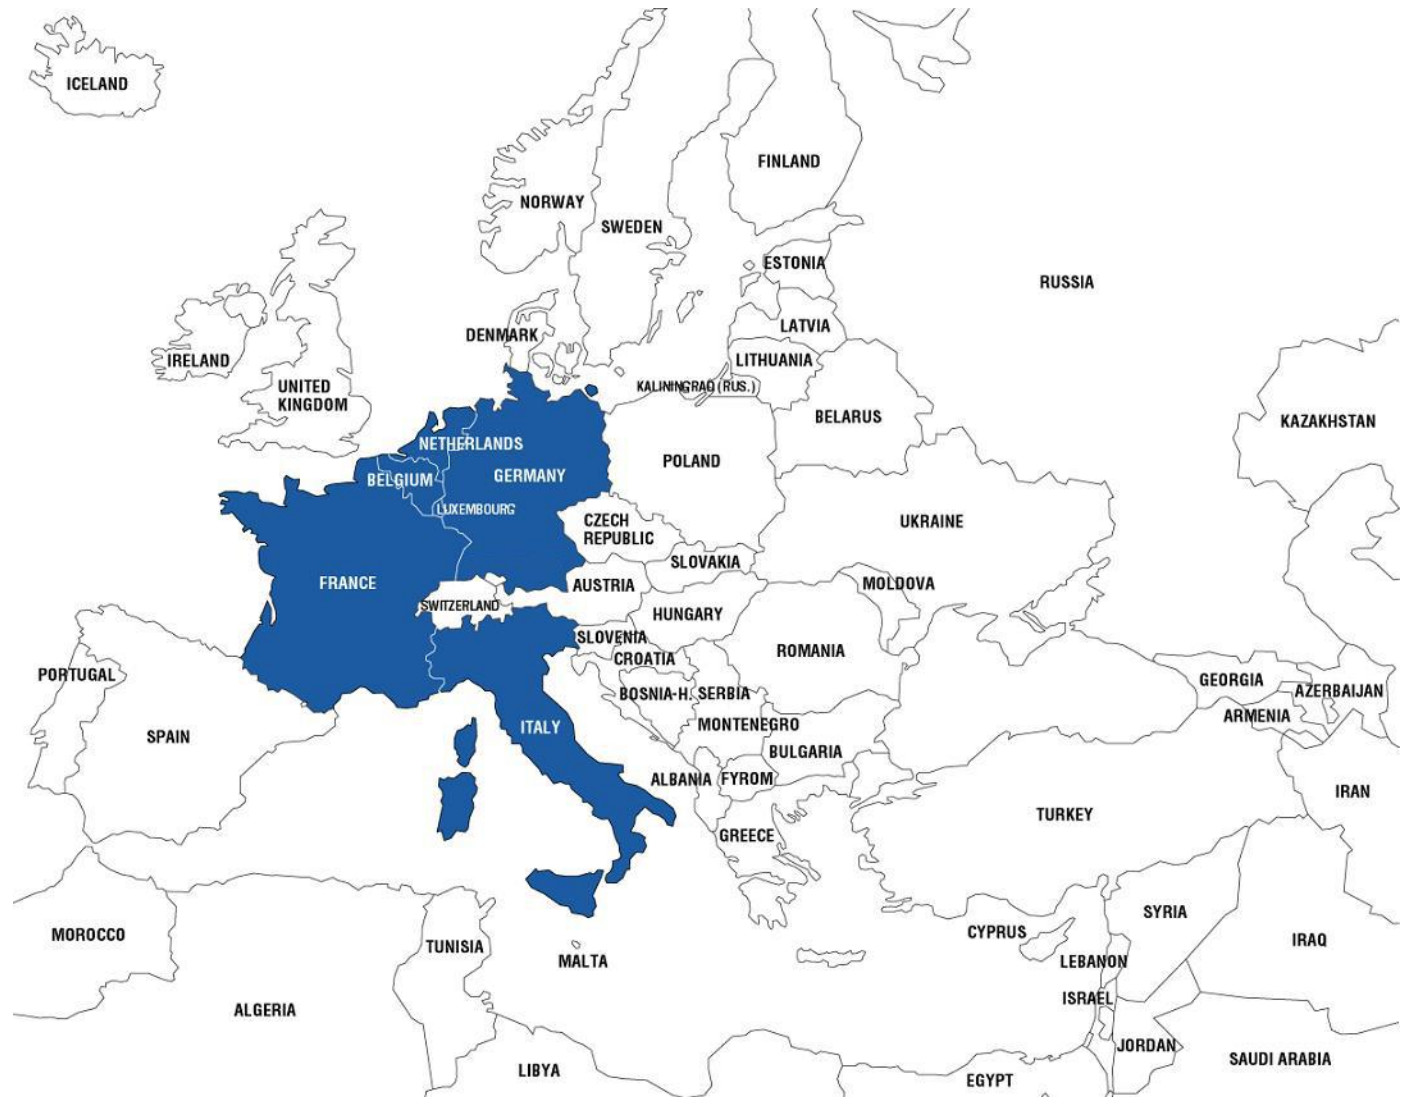 ICELAND
FINLAND
NORWAY
SWEDEN
ESTONIA
RUSSIA
LATVIA
DENMARK
IRELAND
LITHUANIA
UNITED
KINGDOM
KALININGRAD (RUS.)
BELARUS
KAZAKHSTAN
NETHERLANDS
POLAND
BELGIUM
GERMANY
LUXEMBOURG
CZECH
REPUBLIC
UKRAINE
SLOVAKIA
FRANCE
AUSTRIA
MOLDOVA
SWITZERLAND
HUNGARY
SLOVENIA
CROATIA
ROMANIA
PORTUGAL
GEORGIA
BOSNIA-H.
SERBIA
AZERBAIJAN
ARMENIA
MONTENEGRO
ITALY
SPAIN
BULGARIA
ALBANIA
FYROM
IRAN
TURKEY
GREECE
SYRIA
MOROCCO
CYPRUS
IRAQ
TUNISIA
MALTA
LEBANON
ISRAEL
ALGERIA
JORDAN
SAUDI ARABIA
LIBYA
EGYPT